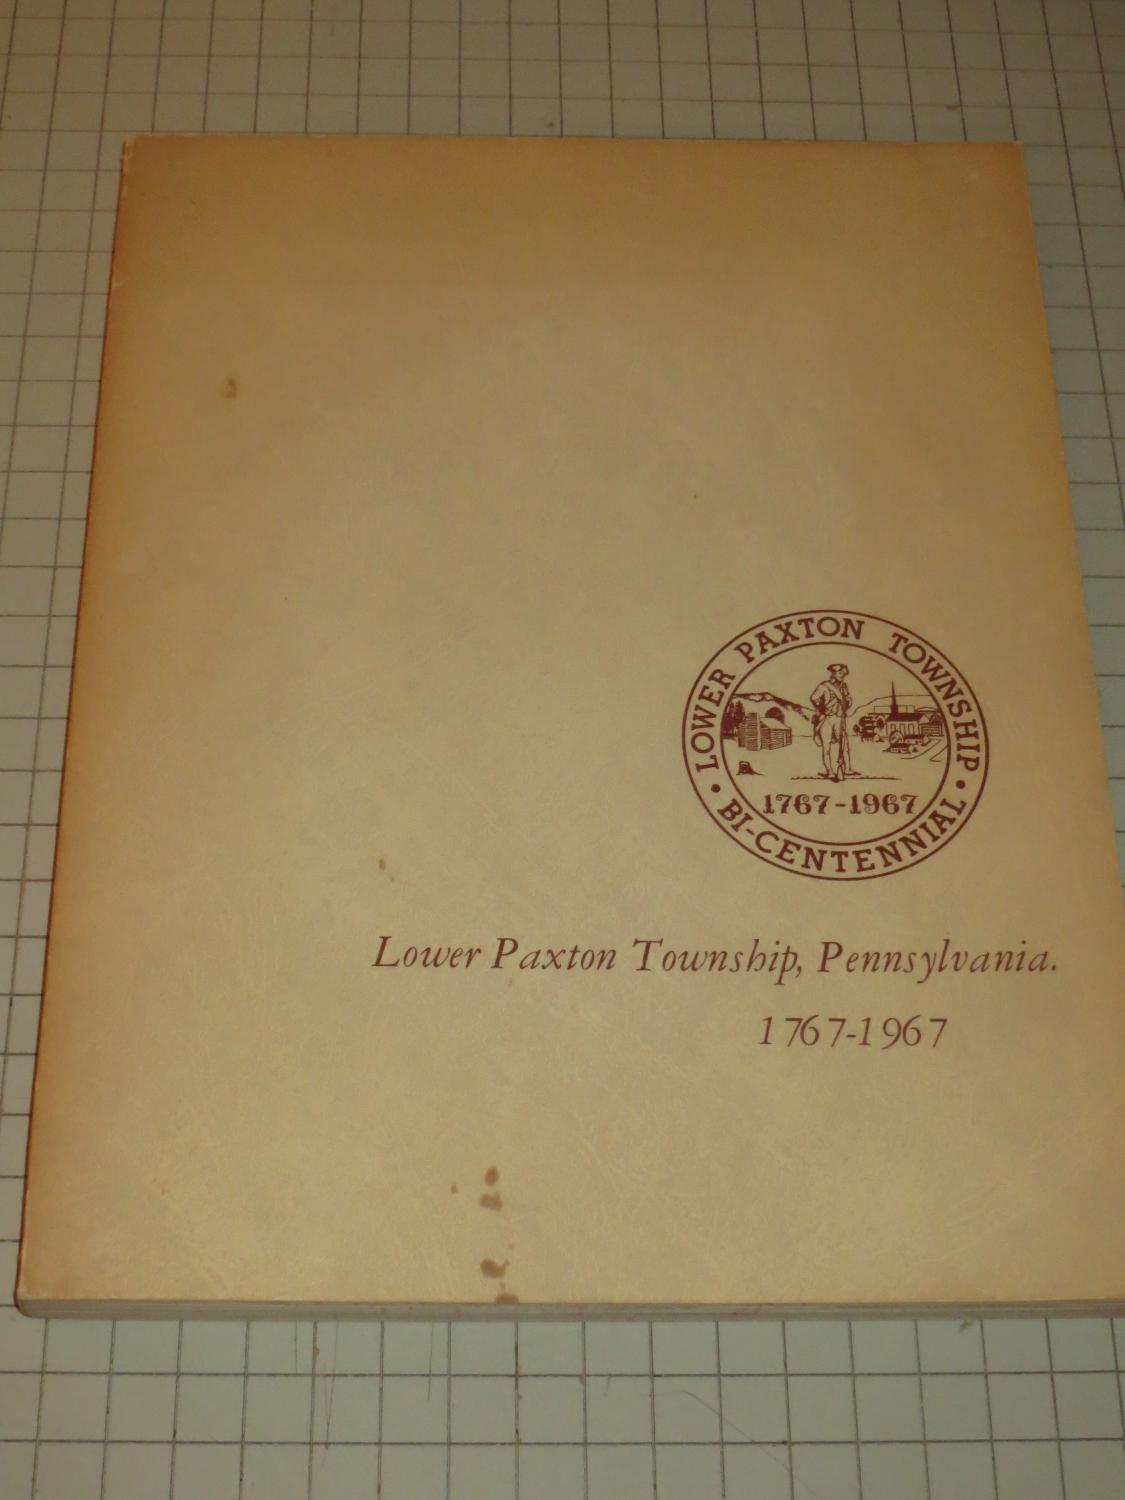 LOWER PAXTON TOWNSHIP
1767-1967
• BI-CENTENNIAL •
Lower Paxton Township, Pennsylvania.
1767-1967